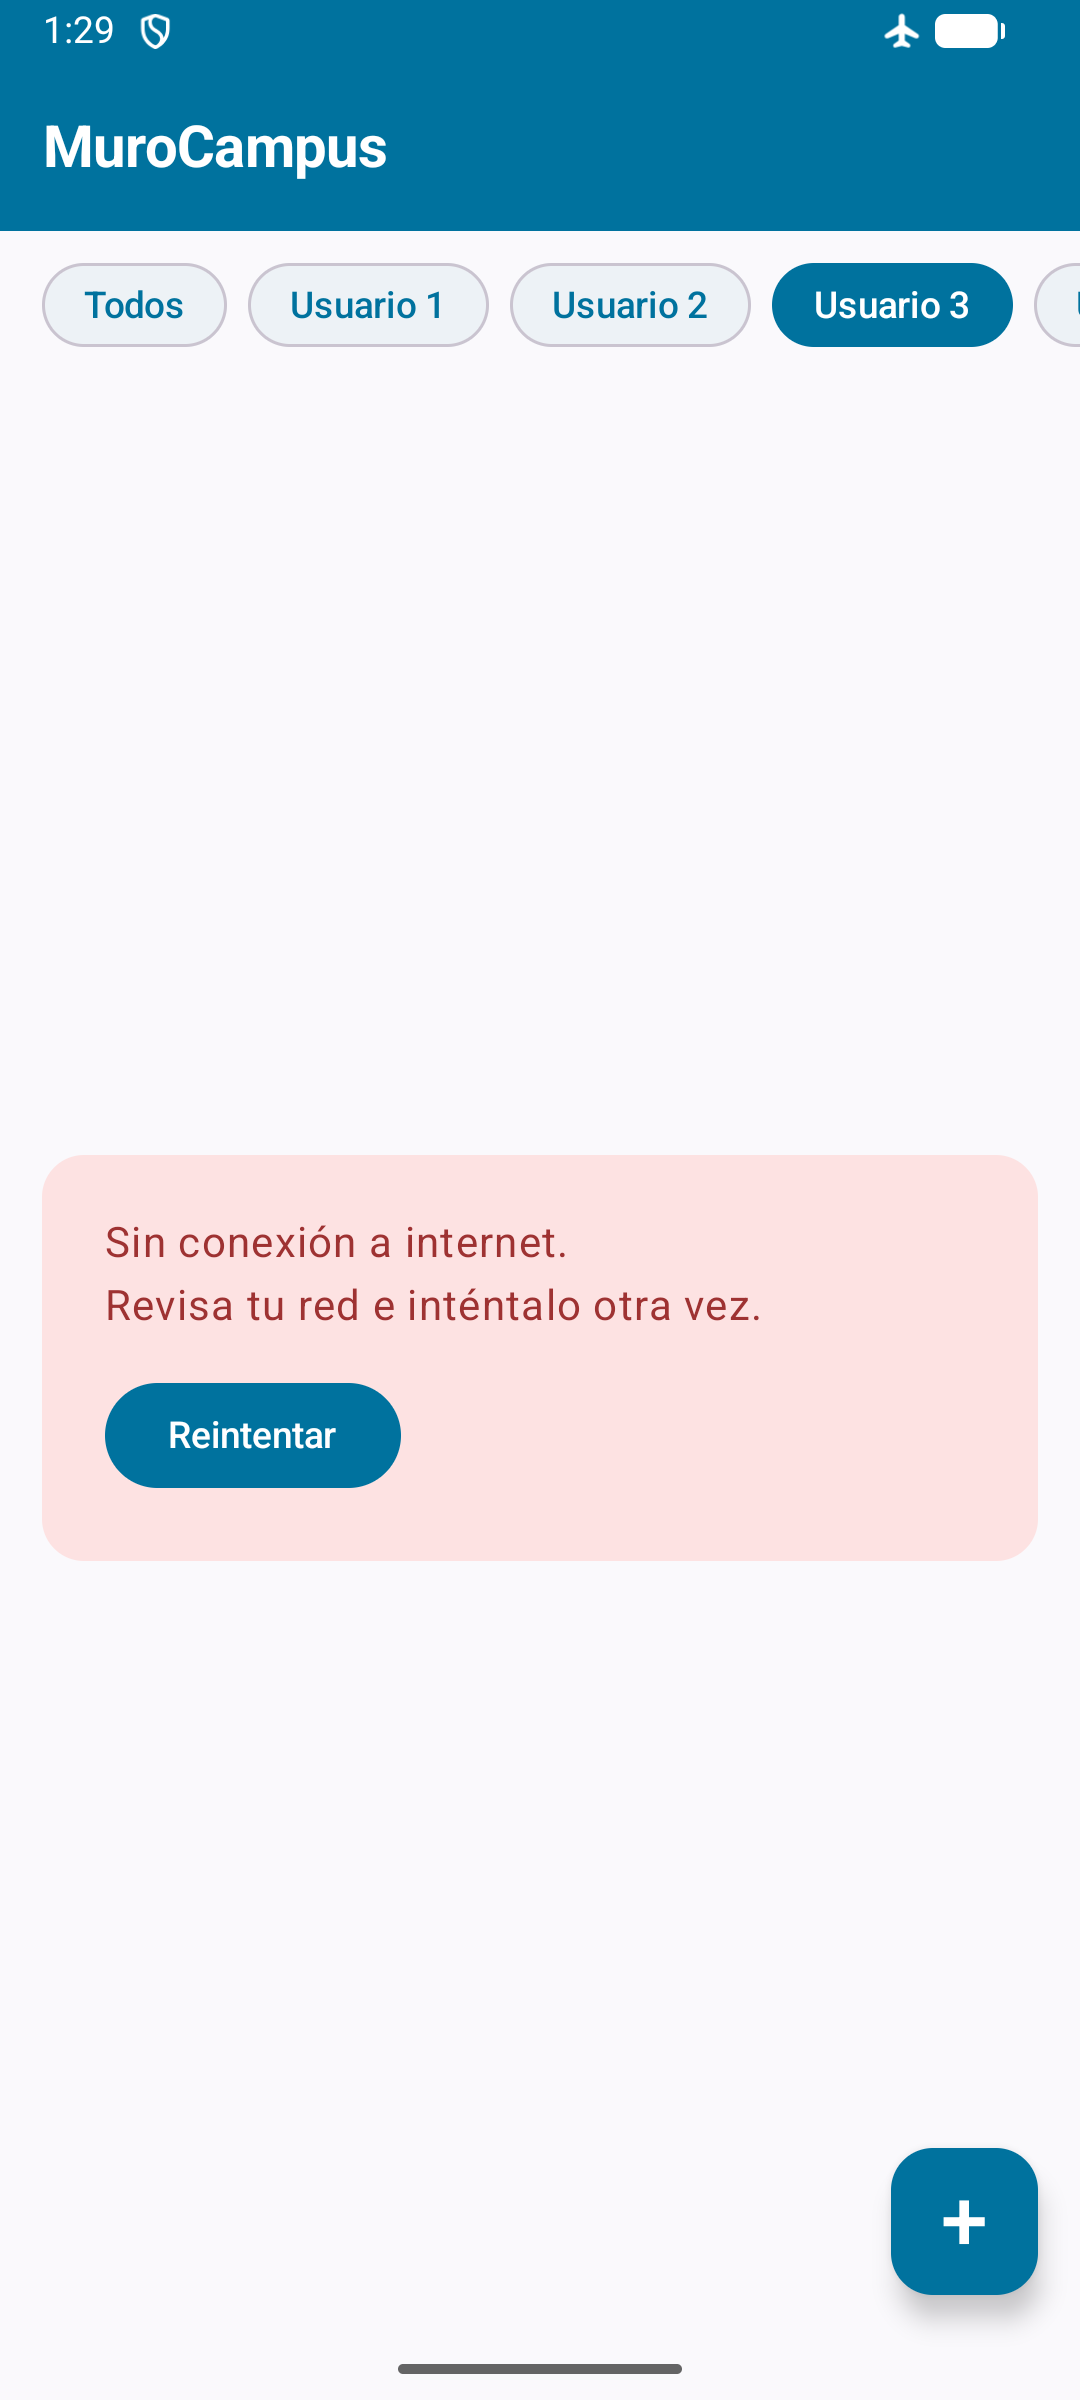 1:29
MuroCampus
Todos Usuario 1 Usuario 2 Usuario 3
Sin conexión a internet.
Revisa tu red e inténtalo otra vez.
Reintentar
+